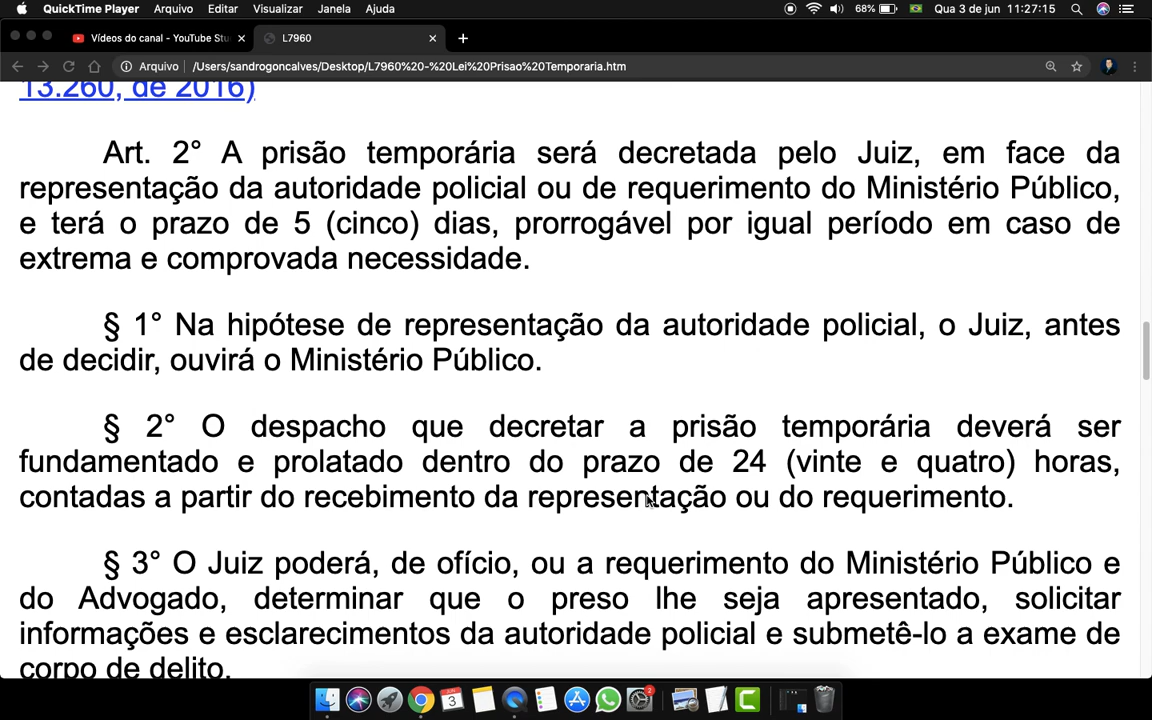 QuickTime Player Arquivo Editar Visualizar Janela Ajuda 68% Qua 3 de jun 11:27:15
Vídeos do canal - YouTube Stu L7960
Arquivo /Users/sandrogoncalves/Desktop/L7960%20-%20Lei%20Prisao%20Temporaria.htm
13.260, de 2016)
Art. 2° A prisão temporária será decretada pelo Juiz, em face da
representação da autoridade policial ou de requerimento do Ministério Público,
e terá o prazo de 5 (cinco) dias, prorrogável por igual período em caso de
extrema e comprovada necessidade.
§ 1° Na hipótese de representação da autoridade policial, o Juiz, antes
de decidir, ouvirá o Ministério Público.
§ 2° O despacho que decretar a prisão temporária deverá ser
fundamentado e prolatado dentro do prazo de 24 (vinte e quatro) horas,
contadas a partir do recebimento da representação ou do requerimento.
§ 3° O Juiz poderá, de ofício, ou a requerimento do Ministério Público e
do Advogado, determinar que o preso lhe seja apresentado, solicitar
informações e esclarecimentos da autoridade policial e submetê-lo a exame de
corpo de delito.
3 2